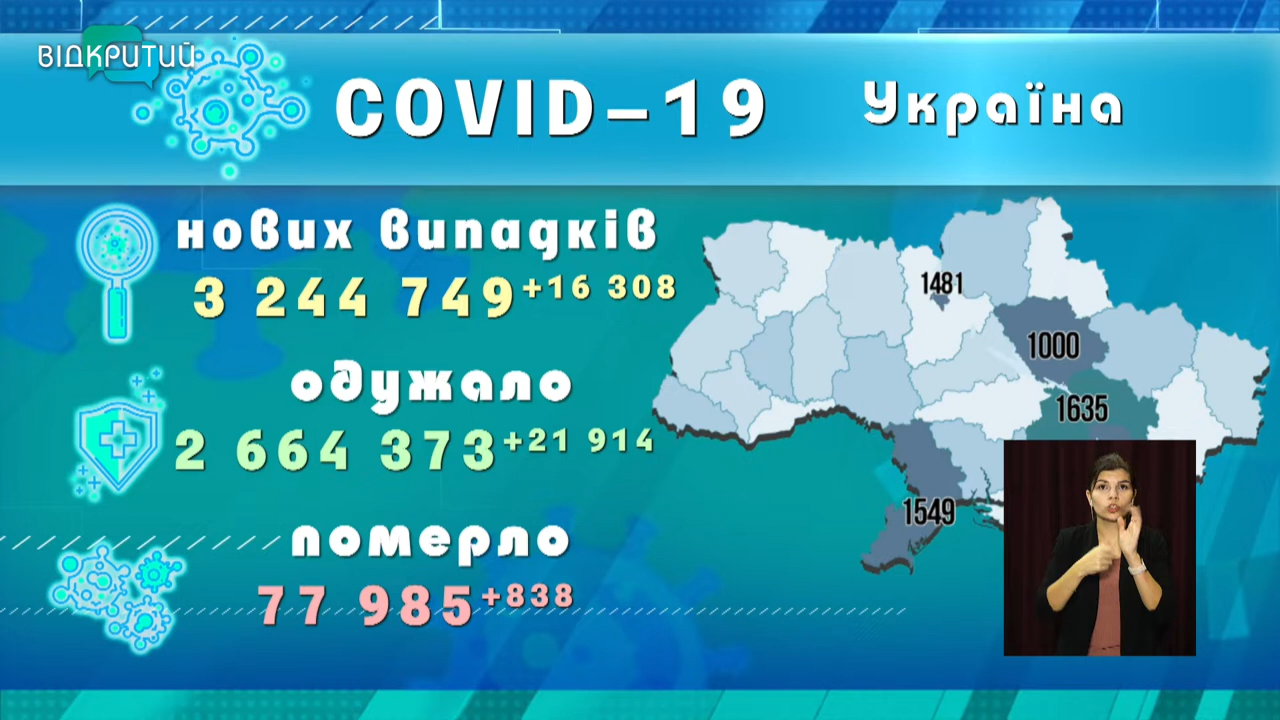 ВІДКРИТИЙ
COVID-19 Україна
нових випадків
3 244 749 +16 308
одужало
2 664 373 +21 914
померло
77 985 +838
1481
1000
1635
1549